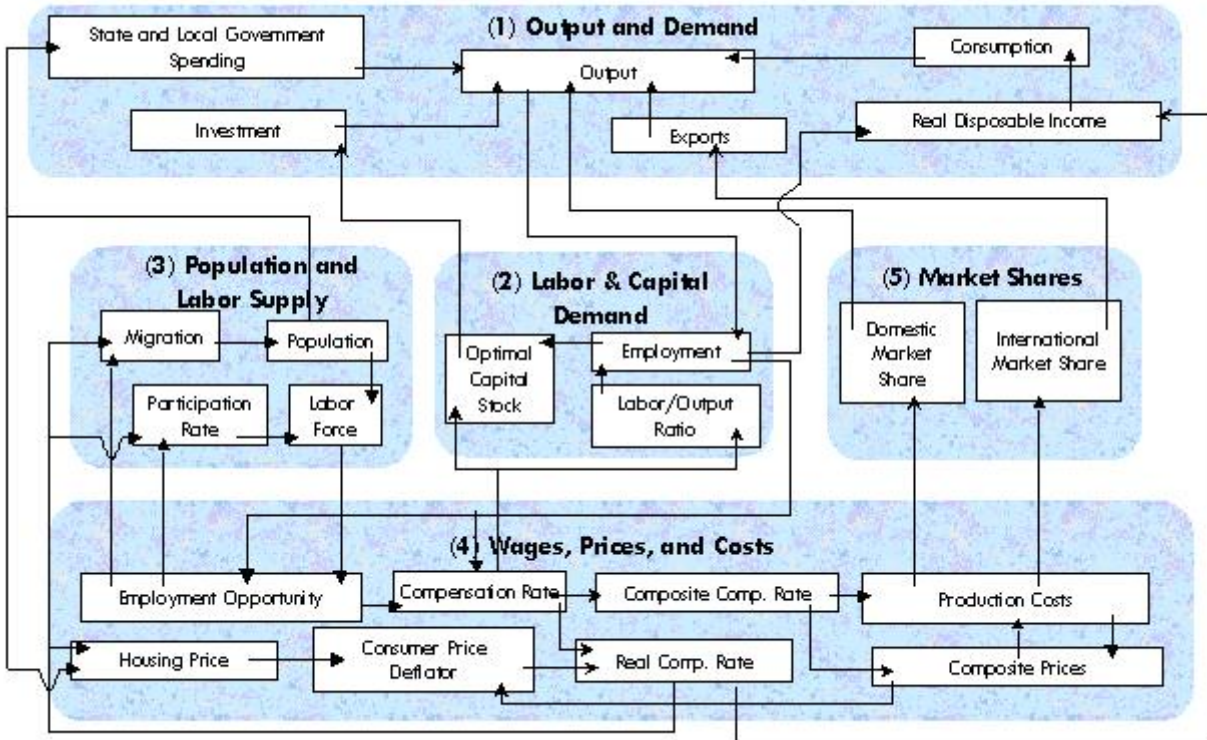 (1) Output and Demand
State and Local Government
Spending
Output
Consumption
Investment
Exports
Real Disposable Income
(3) Population and
Labor Supply
Migration
Population
Participation
Rate
Labor
Force
(2) Labor & Capital
Demand
Optimal
Capital
Stock
Employment
Labor/Output
Ratio
(5) Market Shares
Domestic
Market
Share
International
Market Share
(4) Wages, Prices, and Costs
Employment Opportunity
Compensation Rate
Composite Comp. Rate
Production Costs
Housing Price
Consumer Price
Deflator
Real Comp. Rate
Composite Prices